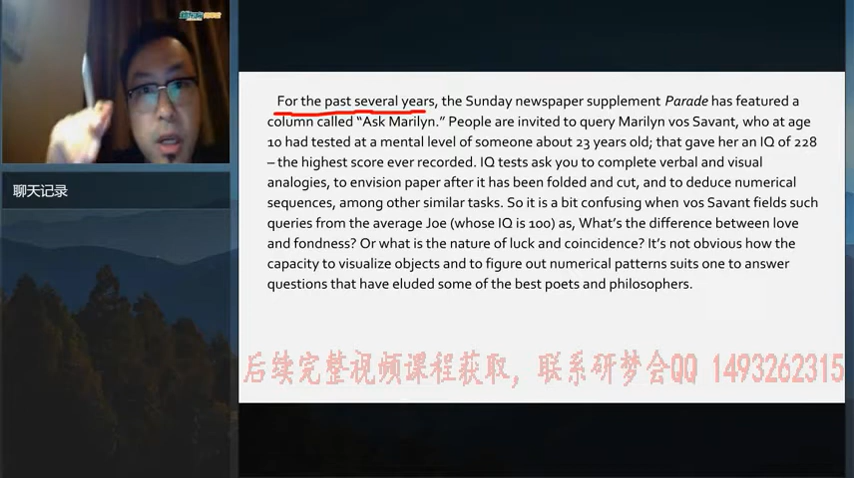 聊天记录
For the past several years, the Sunday newspaper supplement Parade has featured a
column called “Ask Marilyn.” People are invited to query Marilyn vos Savant, who at age
10 had tested at a mental level of someone about 23 years old; that gave her an IQ of 228
– the highest score ever recorded. IQ tests ask you to complete verbal and visual
analogies, to envision paper after it has been folded and cut, and to deduce numerical
sequences, among other similar tasks. So it is a bit confusing when vos Savant fields such
queries from the average Joe (whose IQ is 100) as, What’s the difference between love
and fondness? Or what is the nature of luck and coincidence? It’s not obvious how the
capacity to visualize objects and to figure out numerical patterns suits one to answer
questions that have eluded some of the best poets and philosophers.
后续完整视频课程获取，联系研梦会QQ 1493262315